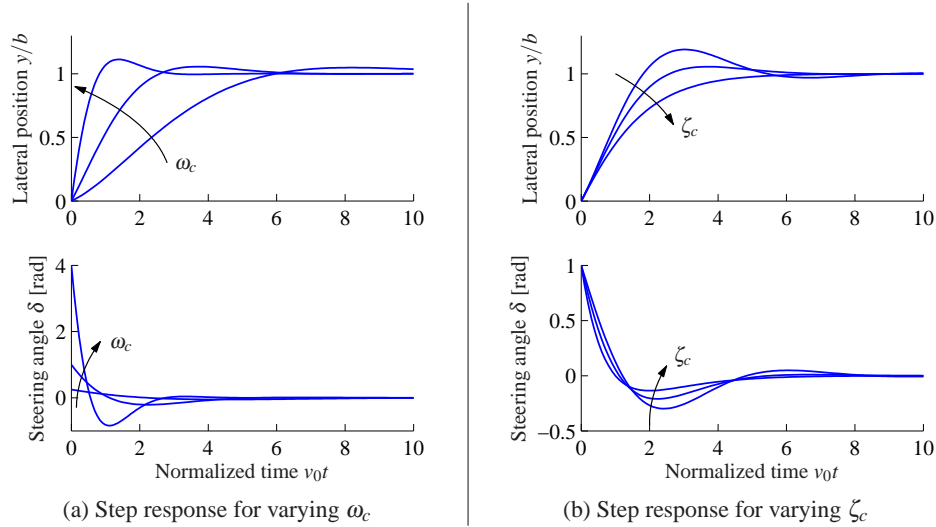 Lateral position y/b
1
0.5
0
0 2 4 6 8 10
ω_c
Steering angle δ [rad]
4
2
0
0 2 4 6 8 10
ω_c
Normalized time v₀t
(a) Step response for varying ω_c
Lateral position y/b
1
0.5
0
0 2 4 6 8 10
ζ_c
Steering angle δ [rad]
1
0.5
0
−0.5
0 2 4 6 8 10
ζ_c
Normalized time v₀t
(b) Step response for varying ζ_c